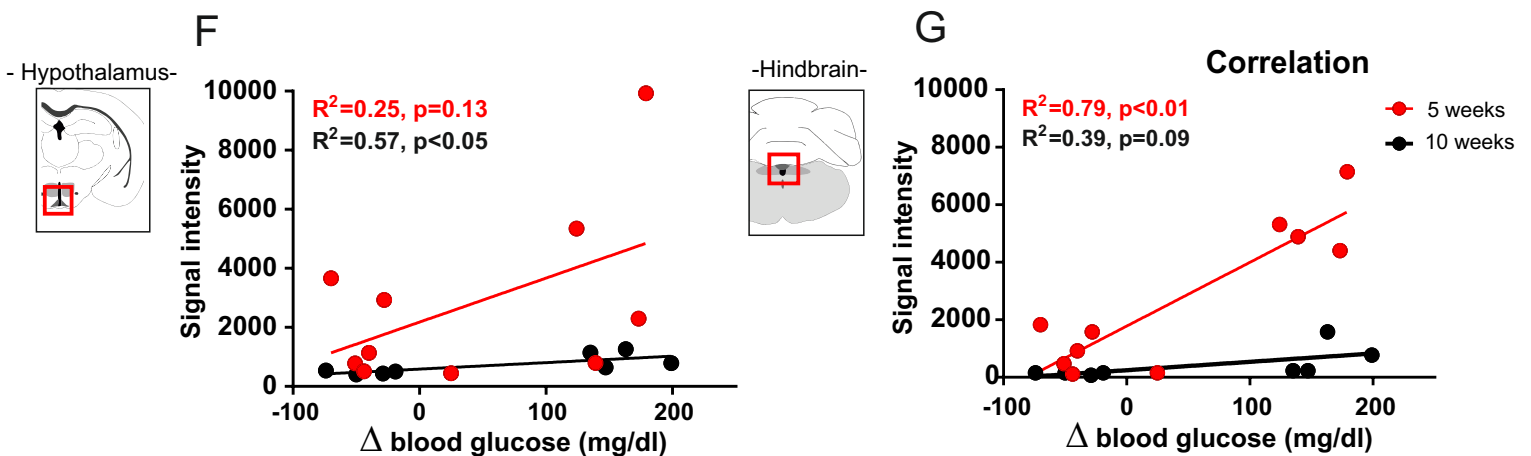 F
- Hypothalamus-
R²=0.25, p=0.13
R²=0.57, p<0.05
Signal intensity
10000
8000
6000
4000
2000
0
-100 0 100 200
Δ blood glucose (mg/dl)
G
-Hindbrain-
Correlation
R²=0.79, p<0.01
R²=0.39, p=0.09
5 weeks
10 weeks
Signal intensity
10000
8000
6000
4000
2000
0
-100 0 100 200
Δ blood glucose (mg/dl)